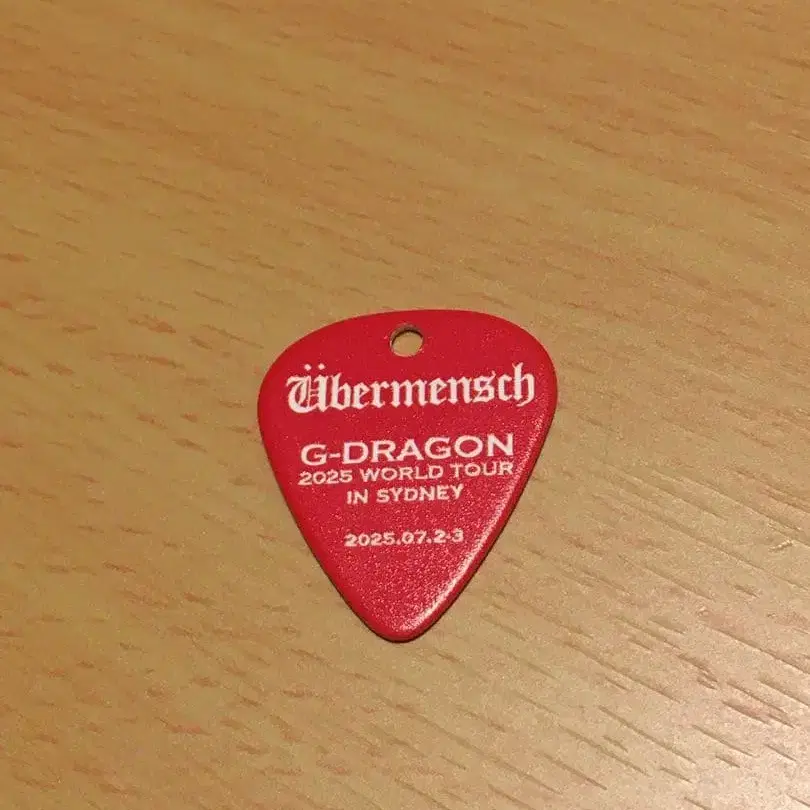 Übermensch
G-DRAGON
2025 WORLD TOUR
IN SYDNEY
2025.07.2-3